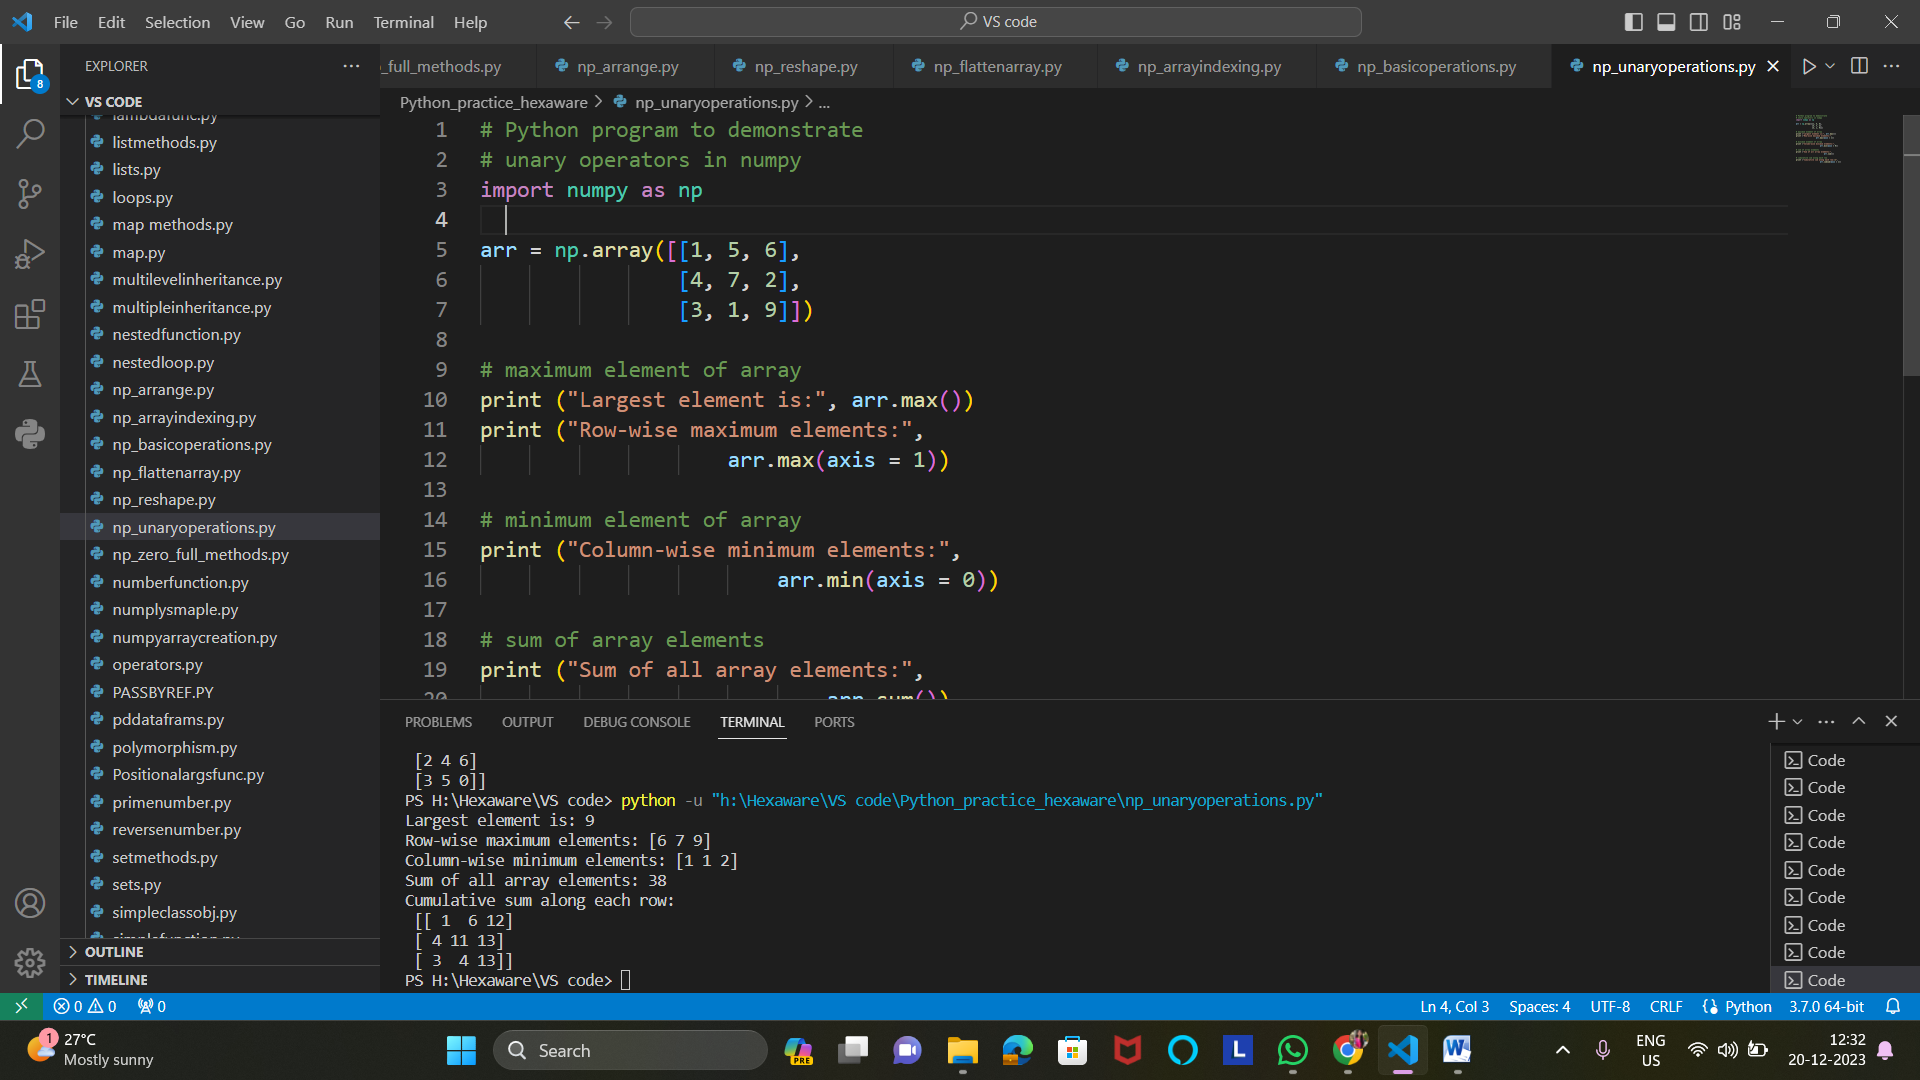 File Edit Selection View Go Run Terminal Help
VS code
EXPLORER
8
_full_methods.py np_arrange.py np_reshape.py np_flattenarray.py np_arrayindexing.py np_basicoperations.py np_unaryoperations.py
VS CODE
Python_practice_hexaware > np_unaryoperations.py > ...
lambdafunc.py
listmethods.py
lists.py
loops.py
map methods.py
map.py
multilevelinheritance.py
multipleinheritance.py
nestedfunction.py
nestedloop.py
np_arrange.py
np_arrayindexing.py
np_basicoperations.py
np_flattenarray.py
np_reshape.py
np_unaryoperations.py
np_zero_full_methods.py
numberfunction.py
numplysmaple.py
numpyarraycreation.py
operators.py
PASSBYREF.PY
pddataframs.py
polymorphism.py
Positionalargsfunc.py
primenumber.py
reversenumber.py
setmethods.py
sets.py
simpleclassobj.py
simplefunction.py
OUTLINE
TIMELINE
1 # Python program to demonstrate
2 # unary operators in numpy
3 import numpy as np
4
5 arr = np.array([[1, 5, 6],
6 [4, 7, 2],
7 [3, 1, 9]])
8
9 # maximum element of array
10 print ("Largest element is:", arr.max())
11 print ("Row-wise maximum elements:",
12 arr.max(axis = 1))
13
14 # minimum element of array
15 print ("Column-wise minimum elements:",
16 arr.min(axis = 0))
17
18 # sum of array elements
19 print ("Sum of all array elements:",
20 arr.sum())
PROBLEMS OUTPUT DEBUG CONSOLE TERMINAL PORTS
[2 4 6]
[3 5 0]]
PS H:\Hexaware\VS code> python -u "h:\Hexaware\VS code\Python_practice_hexaware\np_unaryoperations.py"
Largest element is: 9
Row-wise maximum elements: [6 7 9]
Column-wise minimum elements: [1 1 2]
Sum of all array elements: 38
Cumulative sum along each row:
[[ 1  6 12]
[ 4 11 13]
[ 3  4 13]]
PS H:\Hexaware\VS code>
Code
Code
Code
Code
Code
Code
Code
Code
Code
0 0 0 Ln 4, Col 3 Spaces: 4 UTF-8 CRLF Python 3.7.0 64-bit
1
27°C
Mostly sunny
Search
PRE
L
W
ENG
US
12:32
20-12-2023